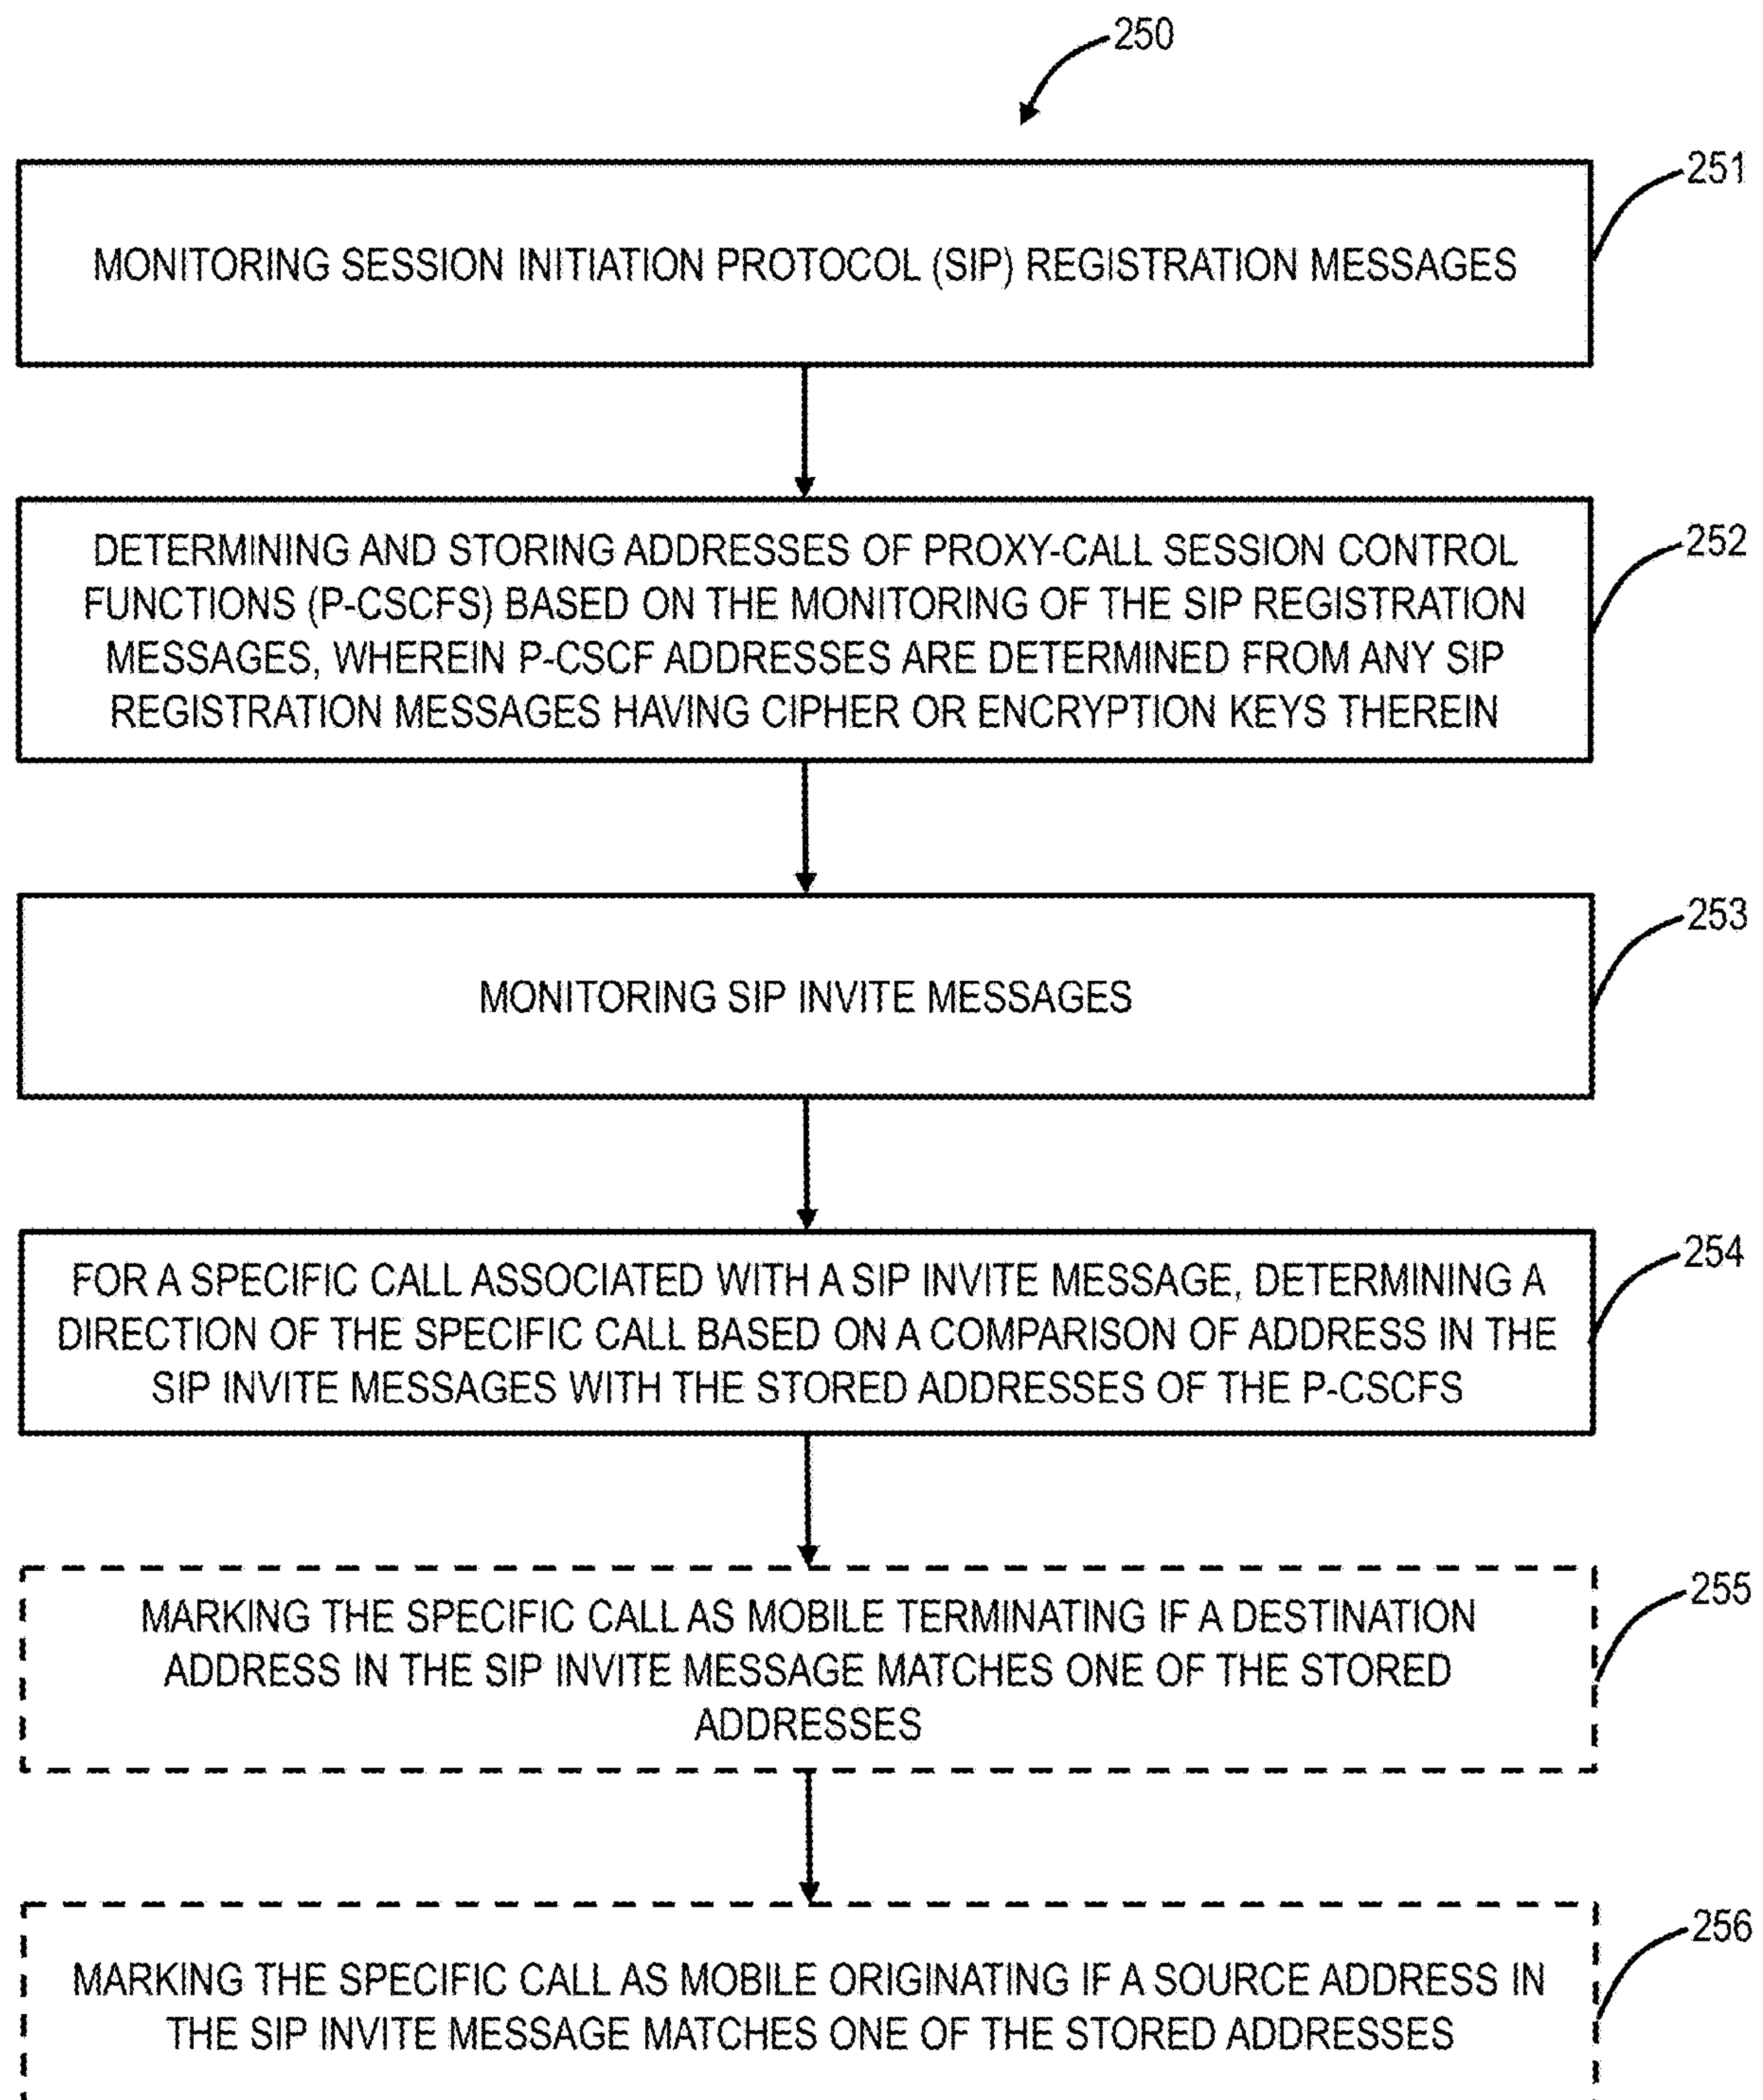 250
251
MONITORING SESSION INITIATION PROTOCOL (SIP) REGISTRATION MESSAGES
252
DETERMINING AND STORING ADDRESSES OF PROXY-CALL SESSION CONTROL
FUNCTIONS (P-CSCFS) BASED ON THE MONITORING OF THE SIP REGISTRATION
MESSAGES, WHEREIN P-CSCF ADDRESSES ARE DETERMINED FROM ANY SIP
REGISTRATION MESSAGES HAVING CIPHER OR ENCRYPTION KEYS THEREIN
253
MONITORING SIP INVITE MESSAGES
254
FOR A SPECIFIC CALL ASSOCIATED WITH A SIP INVITE MESSAGE, DETERMINING A
DIRECTION OF THE SPECIFIC CALL BASED ON A COMPARISON OF ADDRESS IN THE
SIP INVITE MESSAGES WITH THE STORED ADDRESSES OF THE P-CSCFS
255
MARKING THE SPECIFIC CALL AS MOBILE TERMINATING IF A DESTINATION
ADDRESS IN THE SIP INVITE MESSAGE MATCHES ONE OF THE STORED
ADDRESSES
256
MARKING THE SPECIFIC CALL AS MOBILE ORIGINATING IF A SOURCE ADDRESS IN
THE SIP INVITE MESSAGE MATCHES ONE OF THE STORED ADDRESSES